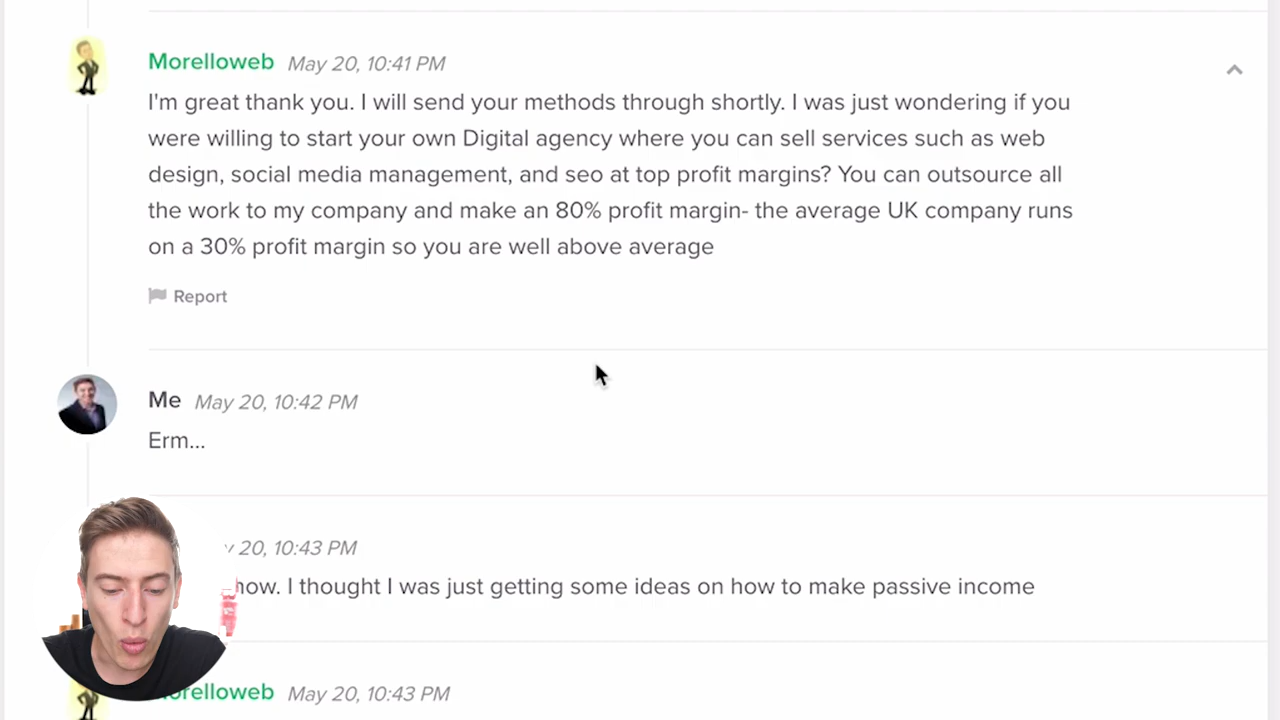 Morelloweb May 20, 10:41 PM
I'm great thank you. I will send your methods through shortly. I was just wondering if you
were willing to start your own Digital agency where you can sell services such as web
design, social media management, and seo at top profit margins? You can outsource all
the work to my company and make an 80% profit margin- the average UK company runs
on a 30% profit margin so you are well above average
Report
Me May 20, 10:42 PM
Erm...
20, 10:43 PM
I thought I was just getting some ideas on how to make passive income
May 20, 10:43 PM